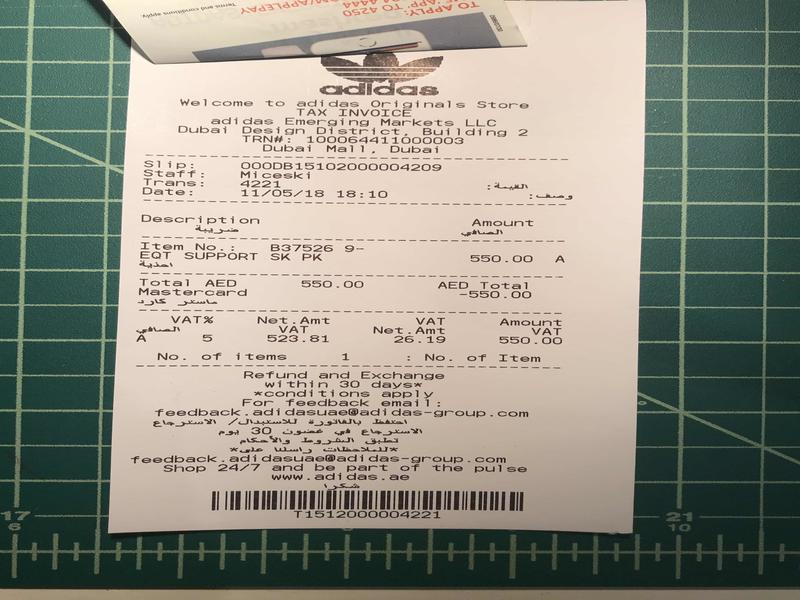 TO APPLY: TO 4250
Terms and conditions apply
adidas
Welcome to adidas Originals Store
TAX INVOICE
adidas Emerging Markets LLC
Dubai Design District, Building 2
TRN#: 100064411000003
Dubai Mall, Dubai
Slip: 000DB15102000004209
Staff: Miceski
Trans: 4221 القيمة:
Date: 11/05/18 18:10 وصف:
Description Amount
ضريبة الصافي
Item No.: B37526 9-
EQT SUPPORT SK PK 550.00 A
احذية
Total AED 550.00 AED Total
Mastercard -550.00
ماستر كارد
VAT% Net.Amt VAT Amount
الصافي VAT Net.Amt VAT
A 5 523.81 26.19 550.00
No. of items 1 : No. of Item
Refund and Exchange
within 30 days*
*conditions apply
For feedback email:
feedback.adidasuae@adidas-group.com
احتفظ بالفاتورة للاستبدال/ الاسترجاع
الاسترجاع في غضون 30 يوم
تطبق الشروط والأحكام
*للملاحظات راسلنا على*
feedback.adidasuae@adidas-group.com
Shop 24/7 and be part of the pulse
www.adidas.ae
شكرا
T1512000004221
17
6
21
10